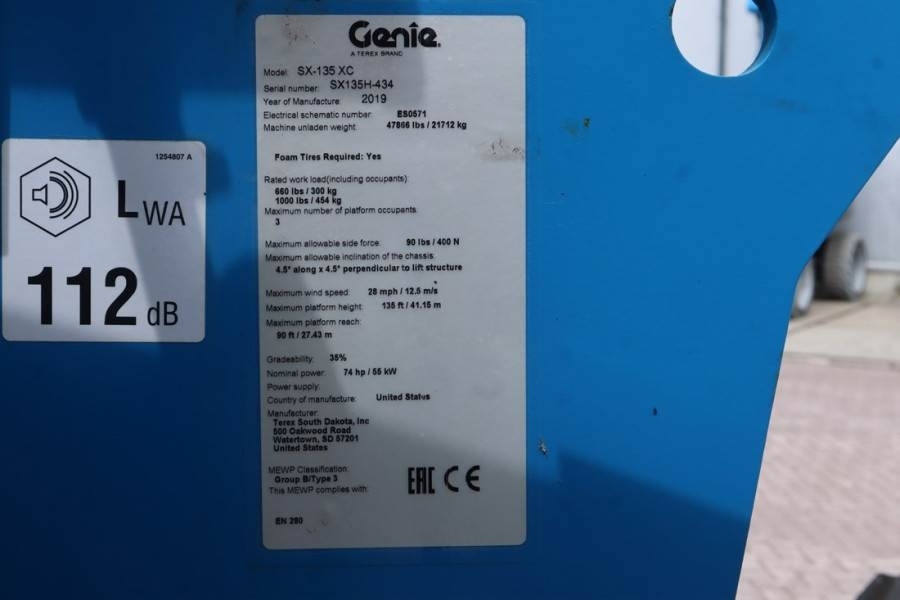 1254807 A
LWA
112 dB
Genie
A TEREX BRAND
Model: SX-135 XC
Serial number: SX135H-434
Year of Manufacture: 2019
Electrical schematic number: ES0571
Machine unladen weight: 47866 lbs / 21712 kg
Foam Tires Required: Yes
Rated work load(including occupants):
660 lbs / 300 kg
1000 lbs / 454 kg
Maximum number of platform occupants:
3
Maximum allowable side force: 90 lbs / 400 N
Maximum allowable inclination of the chassis:
4.5° along x 4.5° perpendicular to lift structure
Maximum wind speed: 28 mph / 12.5 m/s
Maximum platform height: 135 ft / 41.15 m
Maximum platform reach:
90 ft / 27.43 m
Gradeability: 35%
Nominal power: 74 hp / 55 kW
Power supply:
Country of manufacture: United States
Manufacturer:
Terex South Dakota, Inc
500 Oakwood Road
Watertown, SD 57201
United States
MEWP Classification:
Group B/Type 3
This MEWP complies with:
EAC CE
EN 280